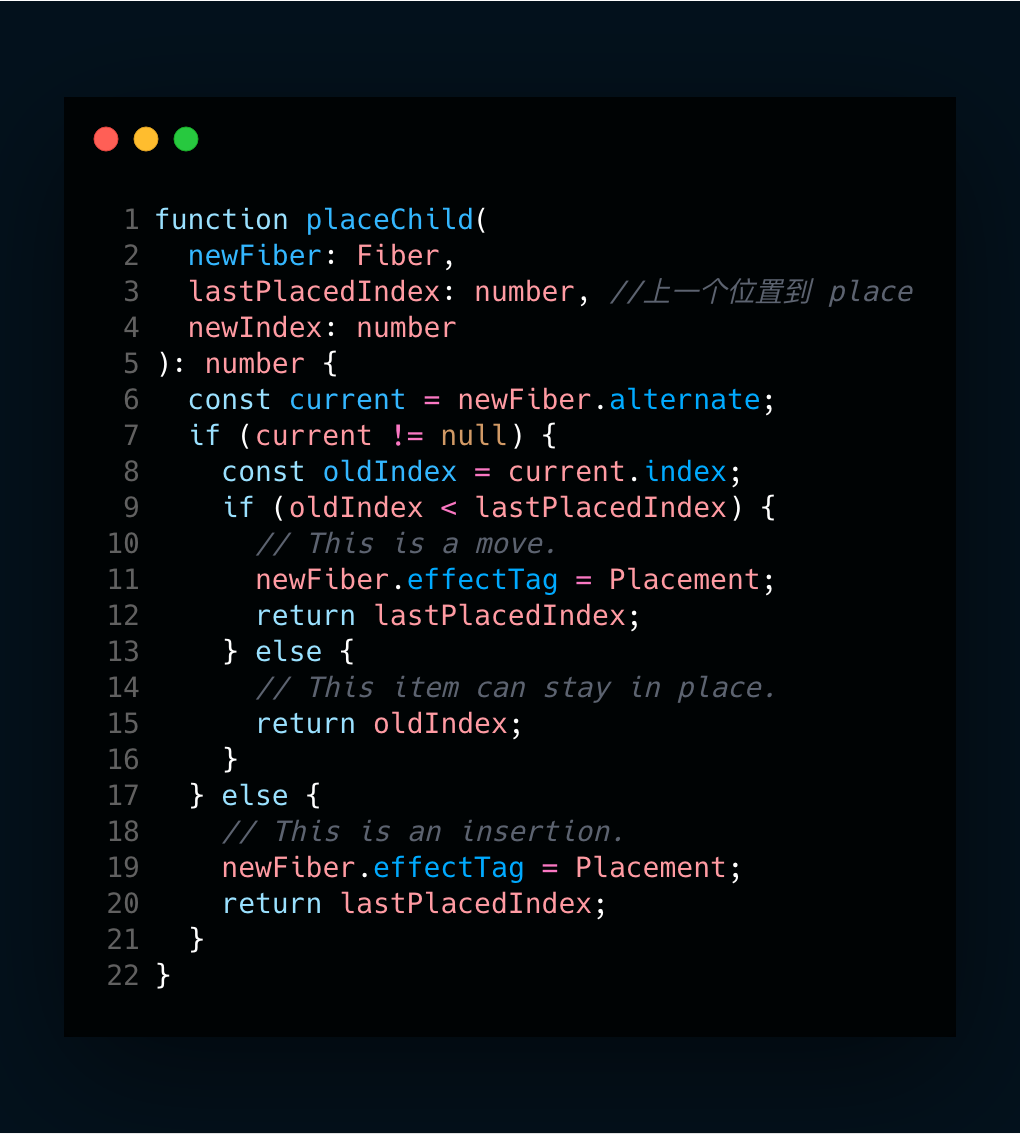 1 function placeChild(
2   newFiber: Fiber,
3   lastPlacedIndex: number, //上一个位置到 place
4   newIndex: number
5 ): number {
6   const current = newFiber.alternate;
7   if (current != null) {
8     const oldIndex = current.index;
9     if (oldIndex < lastPlacedIndex) {
10       // This is a move.
11       newFiber.effectTag = Placement;
12       return lastPlacedIndex;
13     } else {
14       // This item can stay in place.
15       return oldIndex;
16     }
17   } else {
18     // This is an insertion.
19     newFiber.effectTag = Placement;
20     return lastPlacedIndex;
21   }
22 }